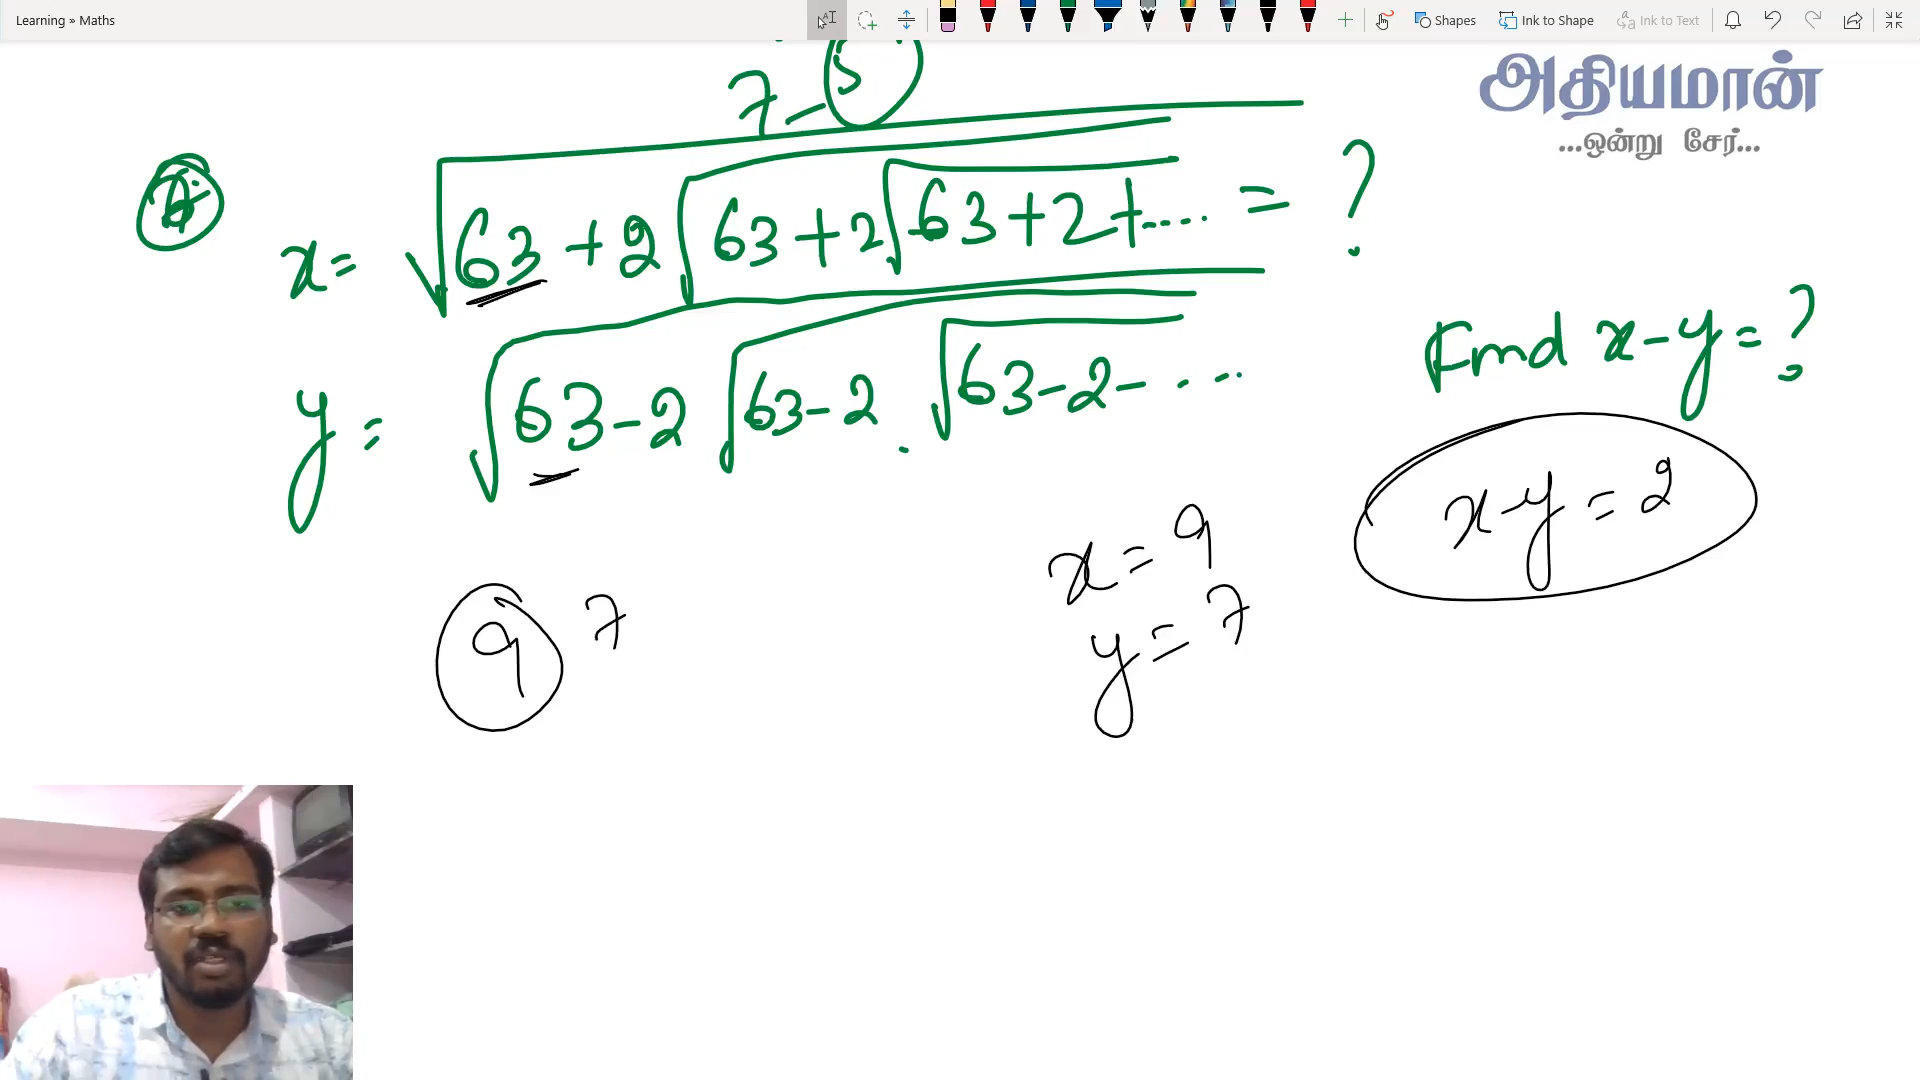 Learning » Maths
Shapes
Ink to Shape
Ink to Text
அதியமான்
...ஒன்று சேர்...
7-5
x = √63 + 2 √63 + 2 √63 + 2 + .... = ?
y = √63 - 2 √63 - 2 . √63 - 2 - ....
Find x - y = ?
x - y = 2
x = 9
y = 7
9 7